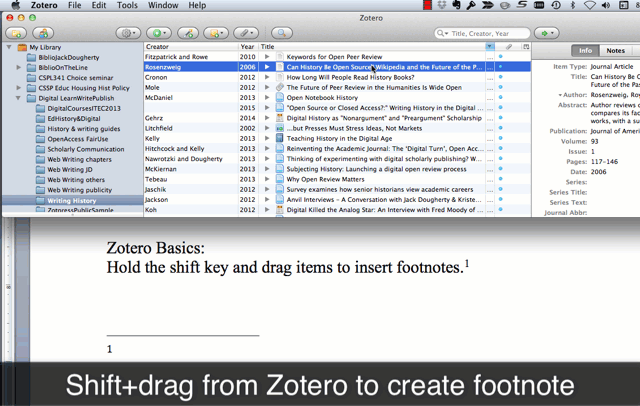 Zotero File Edit Tools Window Help
Zotero
Title, Creator, Year
My Library
BiblioJackDougherty
BiblioOnTheLine
CSPL341 Choice seminar
CSSP Educ Housing Hist Policy
Digital LearnWritePublish
DigitalCoursesITEC2013
EdHistory&Digital
History & writing guides
OpenAccess FairUse
Scholarly Communication
Web Writing chapters
Web Writing JD
Web Writing others
Web Writing publicity
Writing History
ZotpressPublicSample
Creator Year Title
Fitzpatrick and Rowe 2010 Keywords for Open Peer Review
Rosenzweig 2006 Can History Be Open Source? Wikipedia and the Future of the P...
Cronon 2012 How Long Will People Read History Books?
Mole 2012 The Future of Peer Review in the Humanities Is Wide Open
McDaniel 2013 Open Notebook History
2015 "Open Source or Closed Access?:" Writing History in the Digital ...
Gehrz 2014 Digital History as "Nonargument" and "Preargument" Scholarship
Litchfield 2002 ...but Presses Must Stress Ideas, Not Markets
Kelly 2013 Teaching History in the Digital Age
Hitchcock and Kelly 2013 Reinventing the Academic Journal: The "Digital Turn", Open Acc...
Nawrotzki and Dougherty 2013 Thinking of experimenting with digital scholarly publishing? W...
McKiernan 2013 Subjecting History: Launching a digital open review process
Tebeau 2013 Why Open Review Matters
Jaschik 2012 Survey examines how senior historians view academic careers
Jackson 2012 Anvil Interviews – A Conversation with Jack Dougherty & Kriste...
Koh 2012 Digital Killed the Analog Star: An Interview with Fred Moody of ...
Info Notes
Item Type: Journal Article
Title: Can History Be O
Future of the Pa
Author: Rosenzweig, Roy
Abstract: Author reviews c
compares its fac
works, with a su
Publication: Journal of Ameri
Volume: 93
Issue: 1
Pages: 117-146
Date: 2006
Series:
Series Title:
Series Text:
Journal Abbr:
Zotero Basics:
Hold the shift key and drag items to insert footnotes.1
1
Shift+drag from Zotero to create footnote